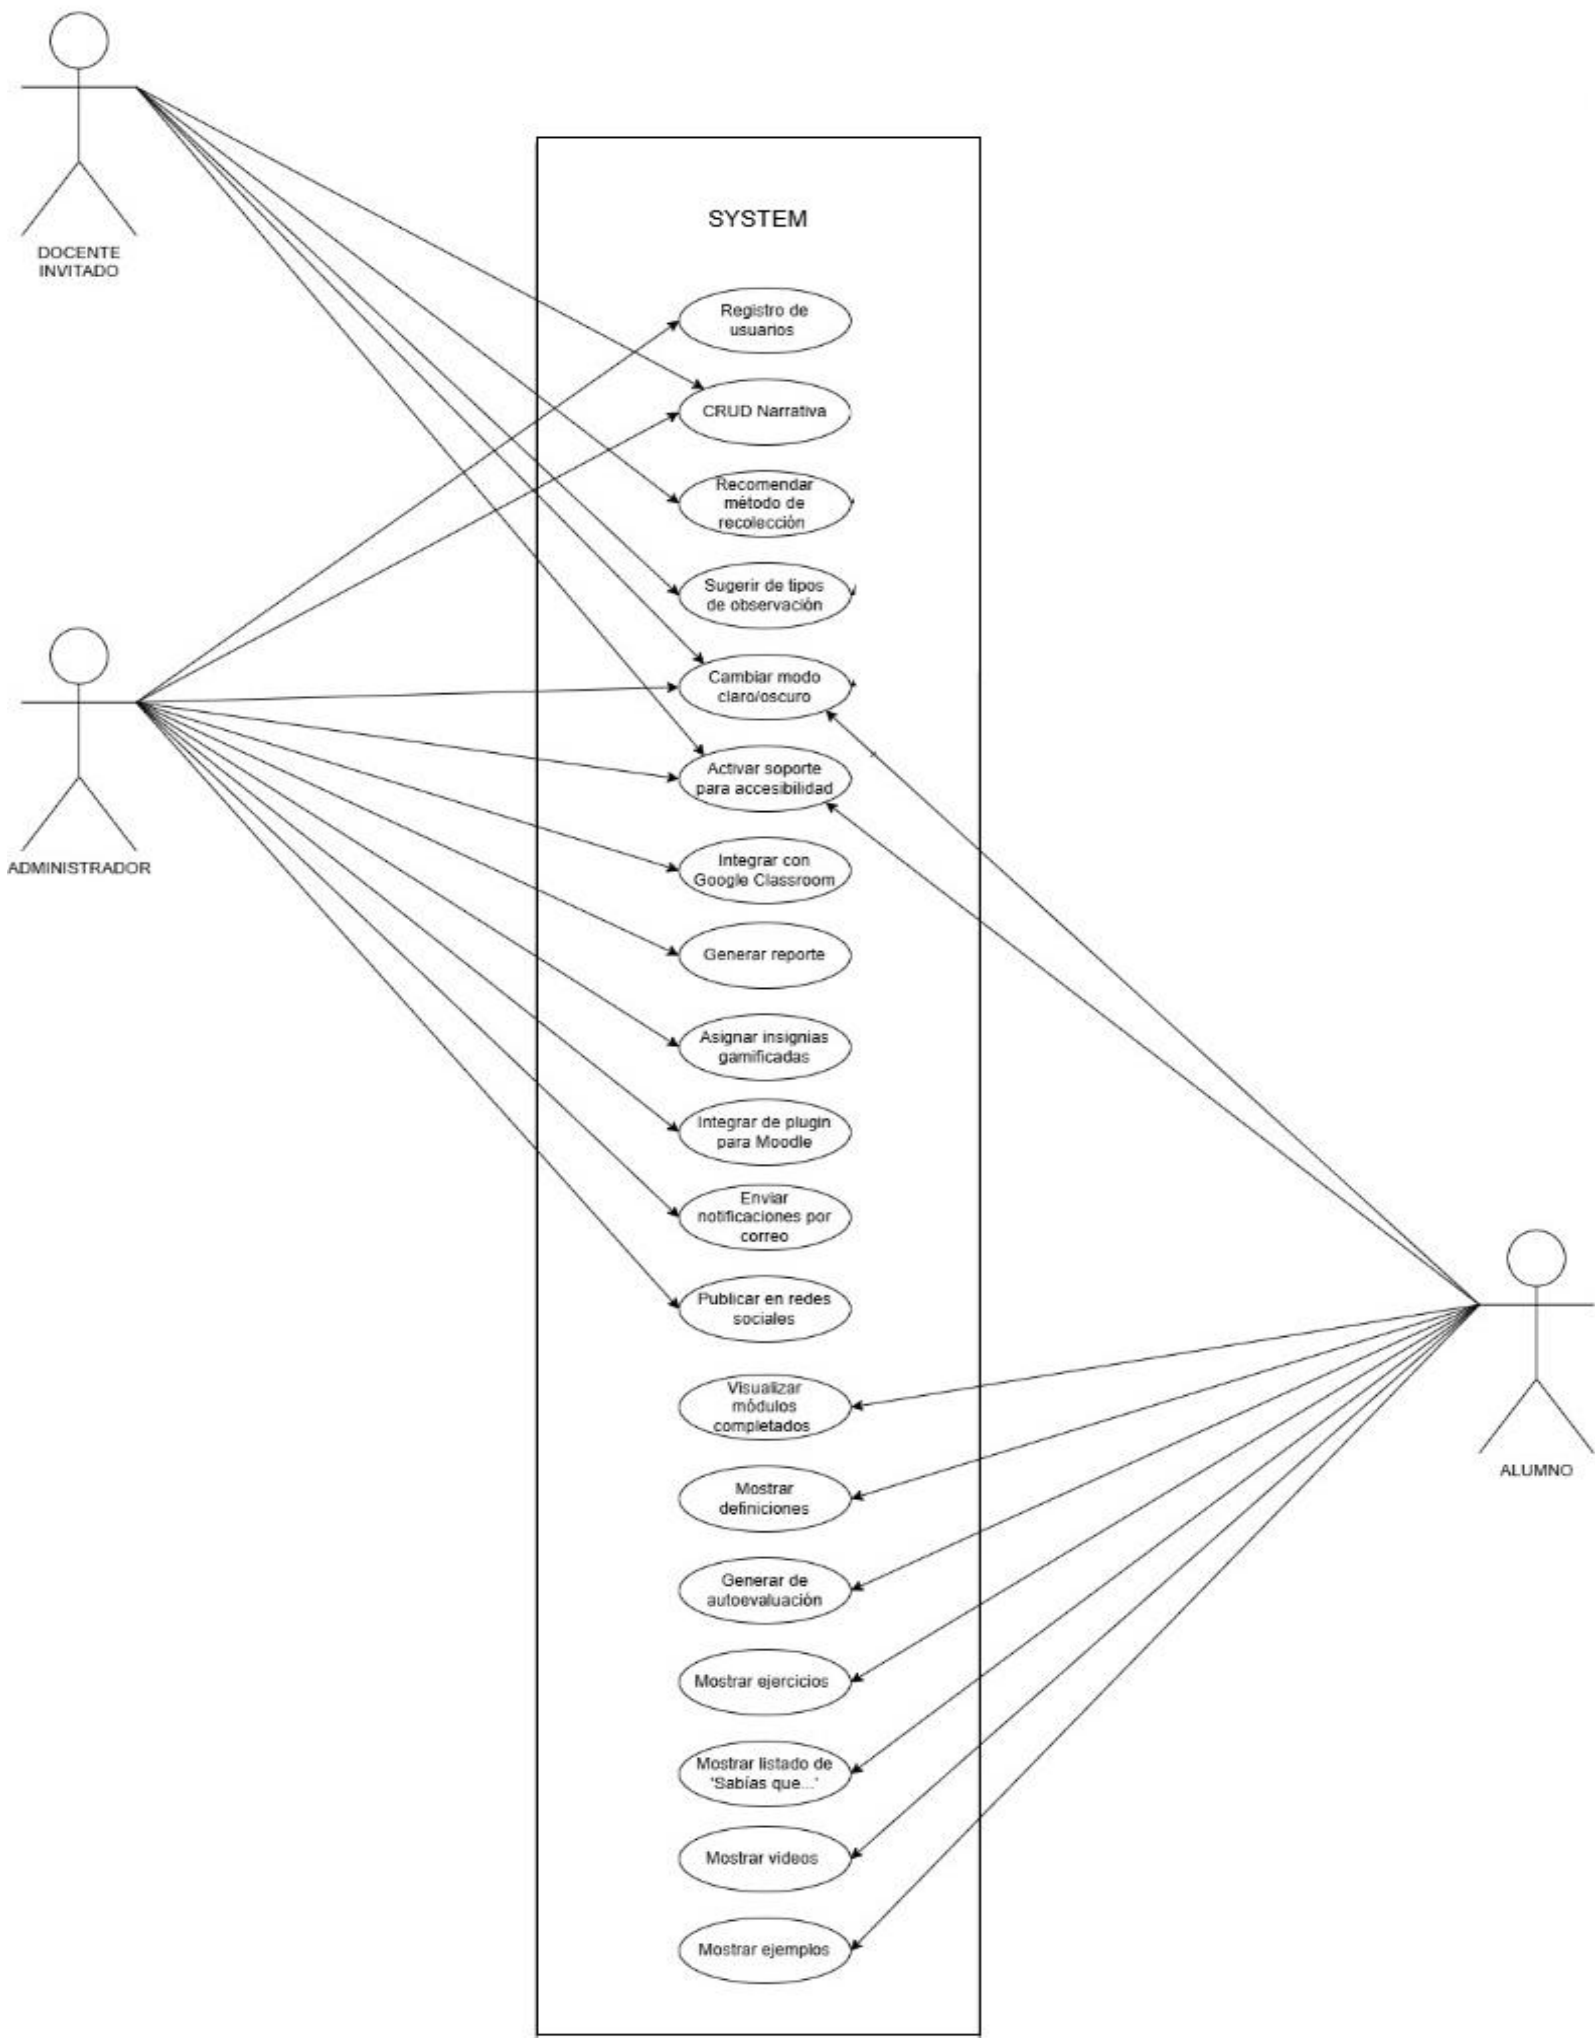 DOCENTE
INVITADO
SYSTEM
Registro de
usuarios
CRUD Narrativa
Recomendar
método de
recolección
Sugerir de tipos
de observación
Cambiar modo
claro/oscuro
Activar soporte
para accesibilidad
ADMINISTRADOR
Integrar con
Google Classroom
Generar reporte
Asignar insignias
gamificadas
Integrar de plugin
para Moodle
Enviar
notificaciones por
correo
Publicar en redes
sociales
Visualizar
módulos
completados
ALUMNO
Mostrar
definiciones
Generar de
autoevaluación
Mostrar ejercicios
Mostrar listado de
'Sabías que...'
Mostrar videos
Mostrar ejemplos